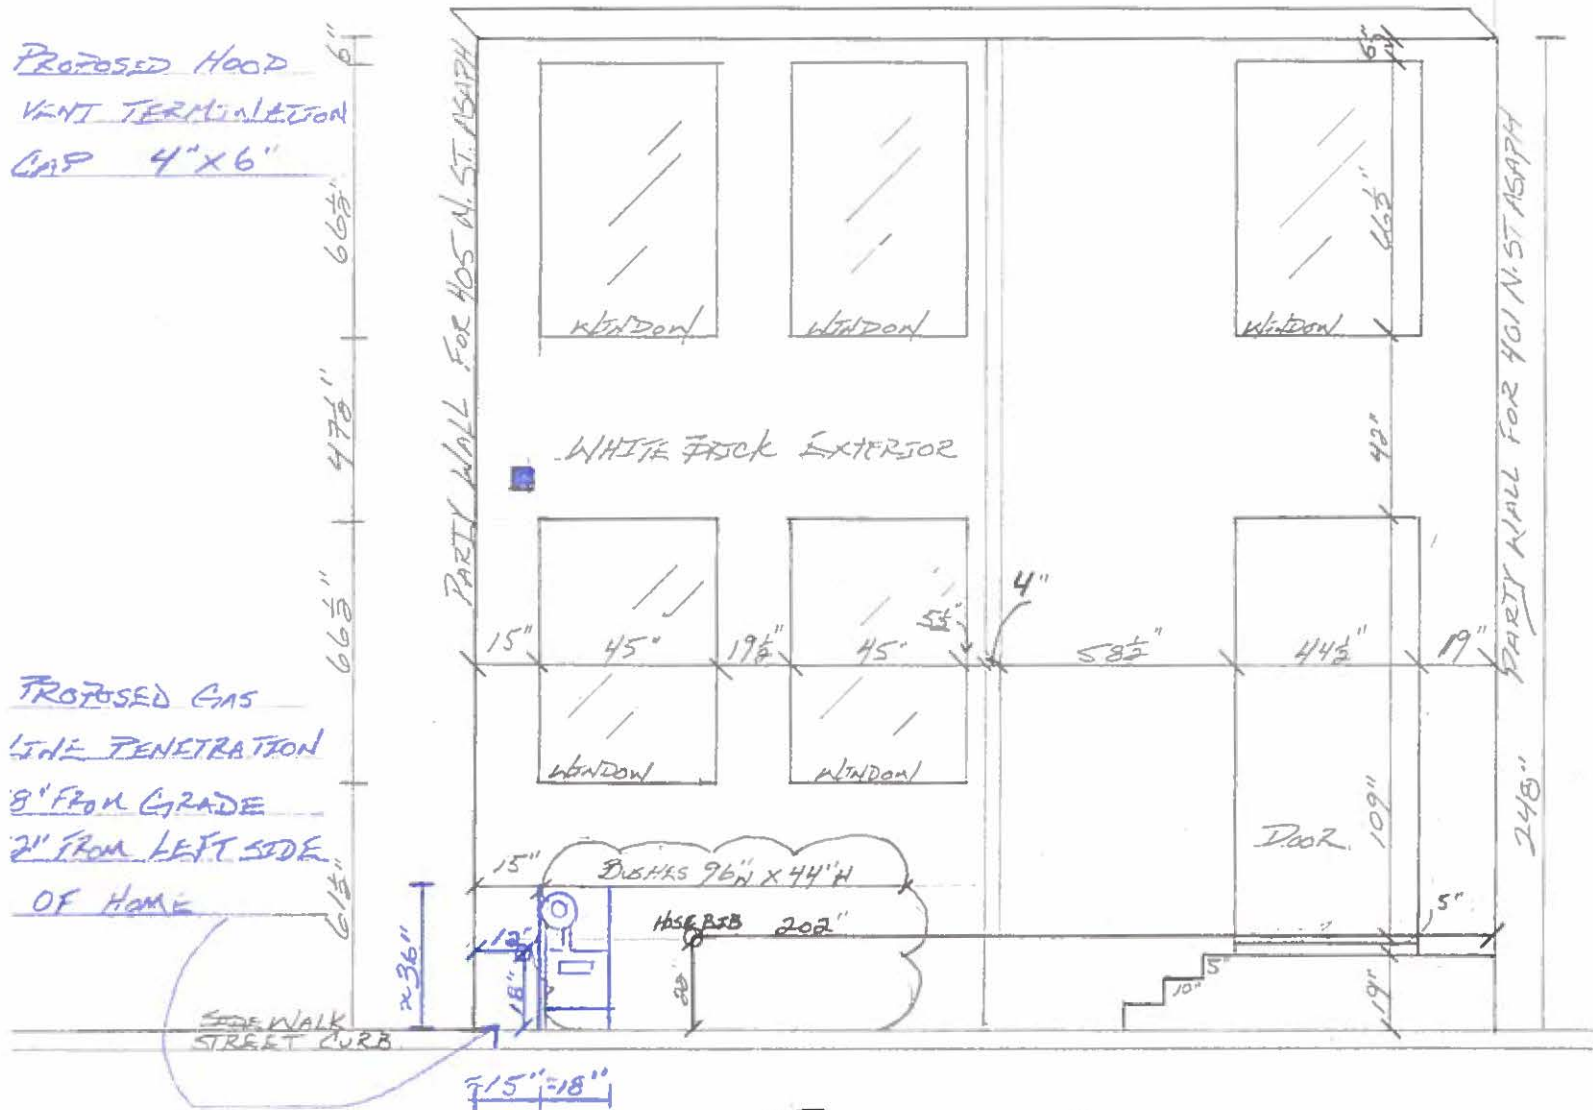 PROPOSED HOOD
VENT TERMINATION
CAP 4" X 6"
6"
66½"
47½"
66½"
61½"
PARTY WALL FOR 405 N. ST. ASAPH
WINDOW
WINDOW
WINDOW
66½"
42"
109"
19"
PARTY WALL FOR 401 N. ST ASAPH
248"
WHITE BRICK EXTERIOR
15"
45"
19½"
45"
5½"
4"
58½"
44½"
19"
WINDOW
WINDOW
DOOR
PROPOSED GAS
LINE PENETRATION
8" FROM GRADE
2" FROM LEFT SIDE
OF HOME
15"
BUSHES 96"W X 44"H
HOSE BIB
202"
5"
12"
≈36"
18"
5"
10"
SIDEWALK
STREET CURB
≈15"
≈18"